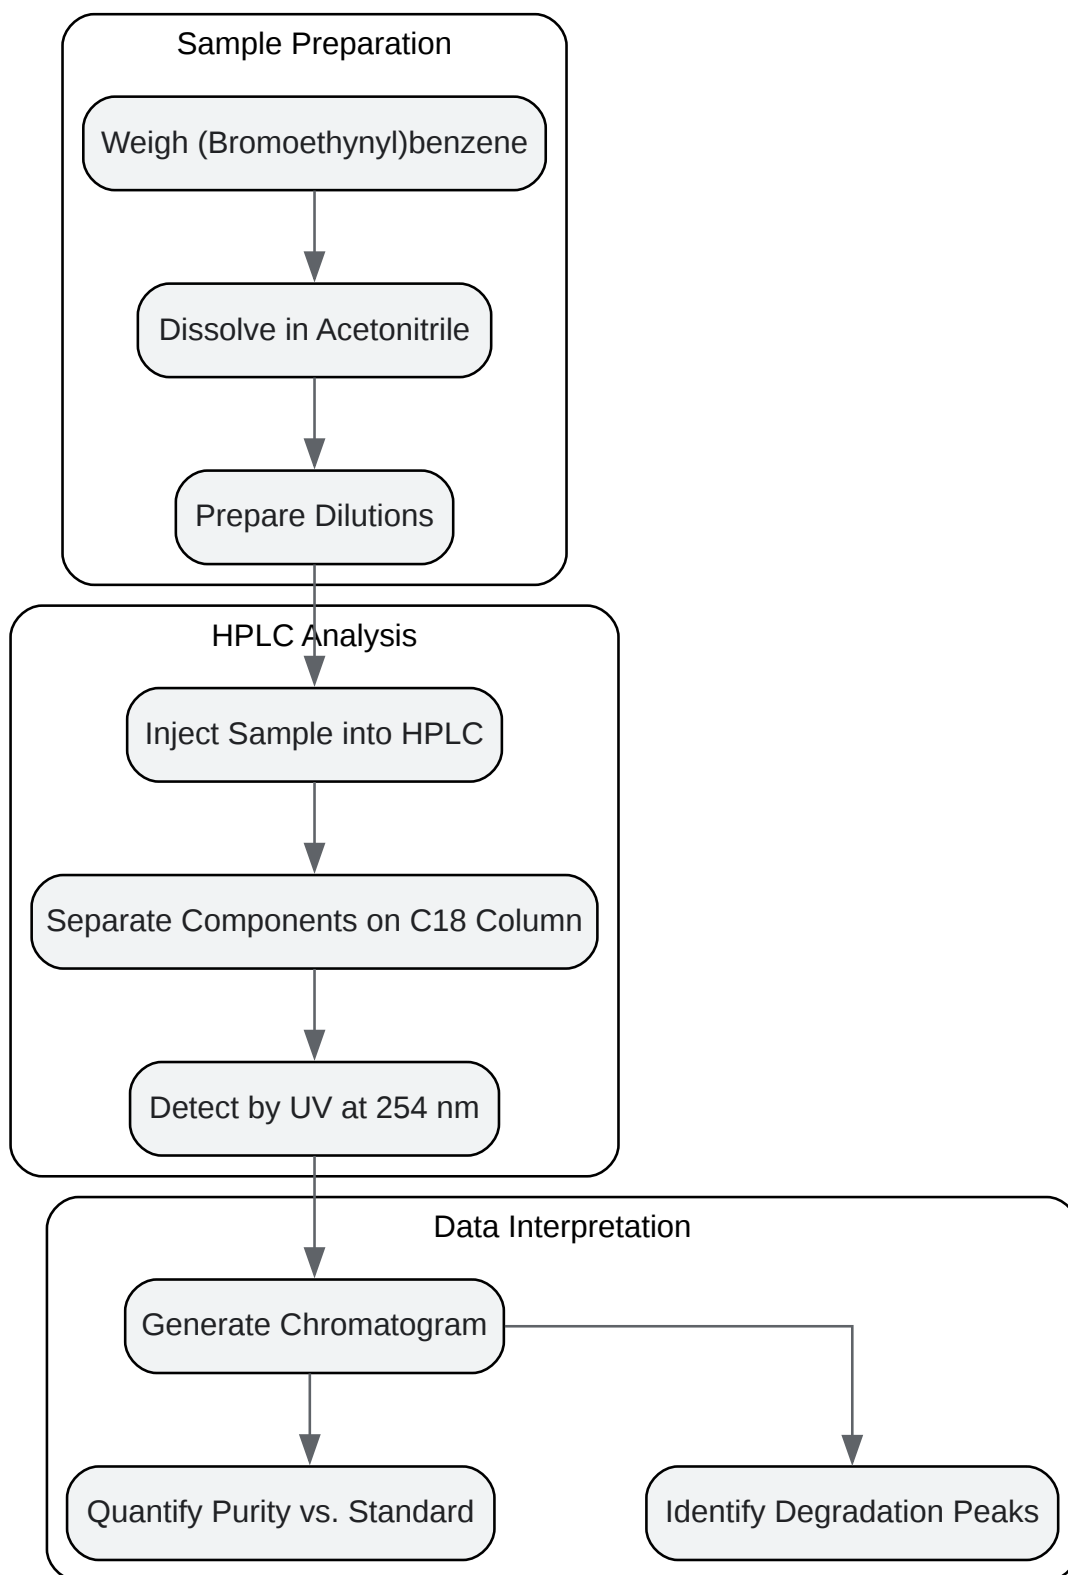 Sample Preparation
Weigh (Bromoethynyl)benzene
Dissolve in Acetonitrile
Prepare Dilutions
HPLC Analysis
Inject Sample into HPLC
Separate Components on C18 Column
Detect by UV at 254 nm
Data Interpretation
Generate Chromatogram
Quantify Purity vs. Standard
Identify Degradation Peaks